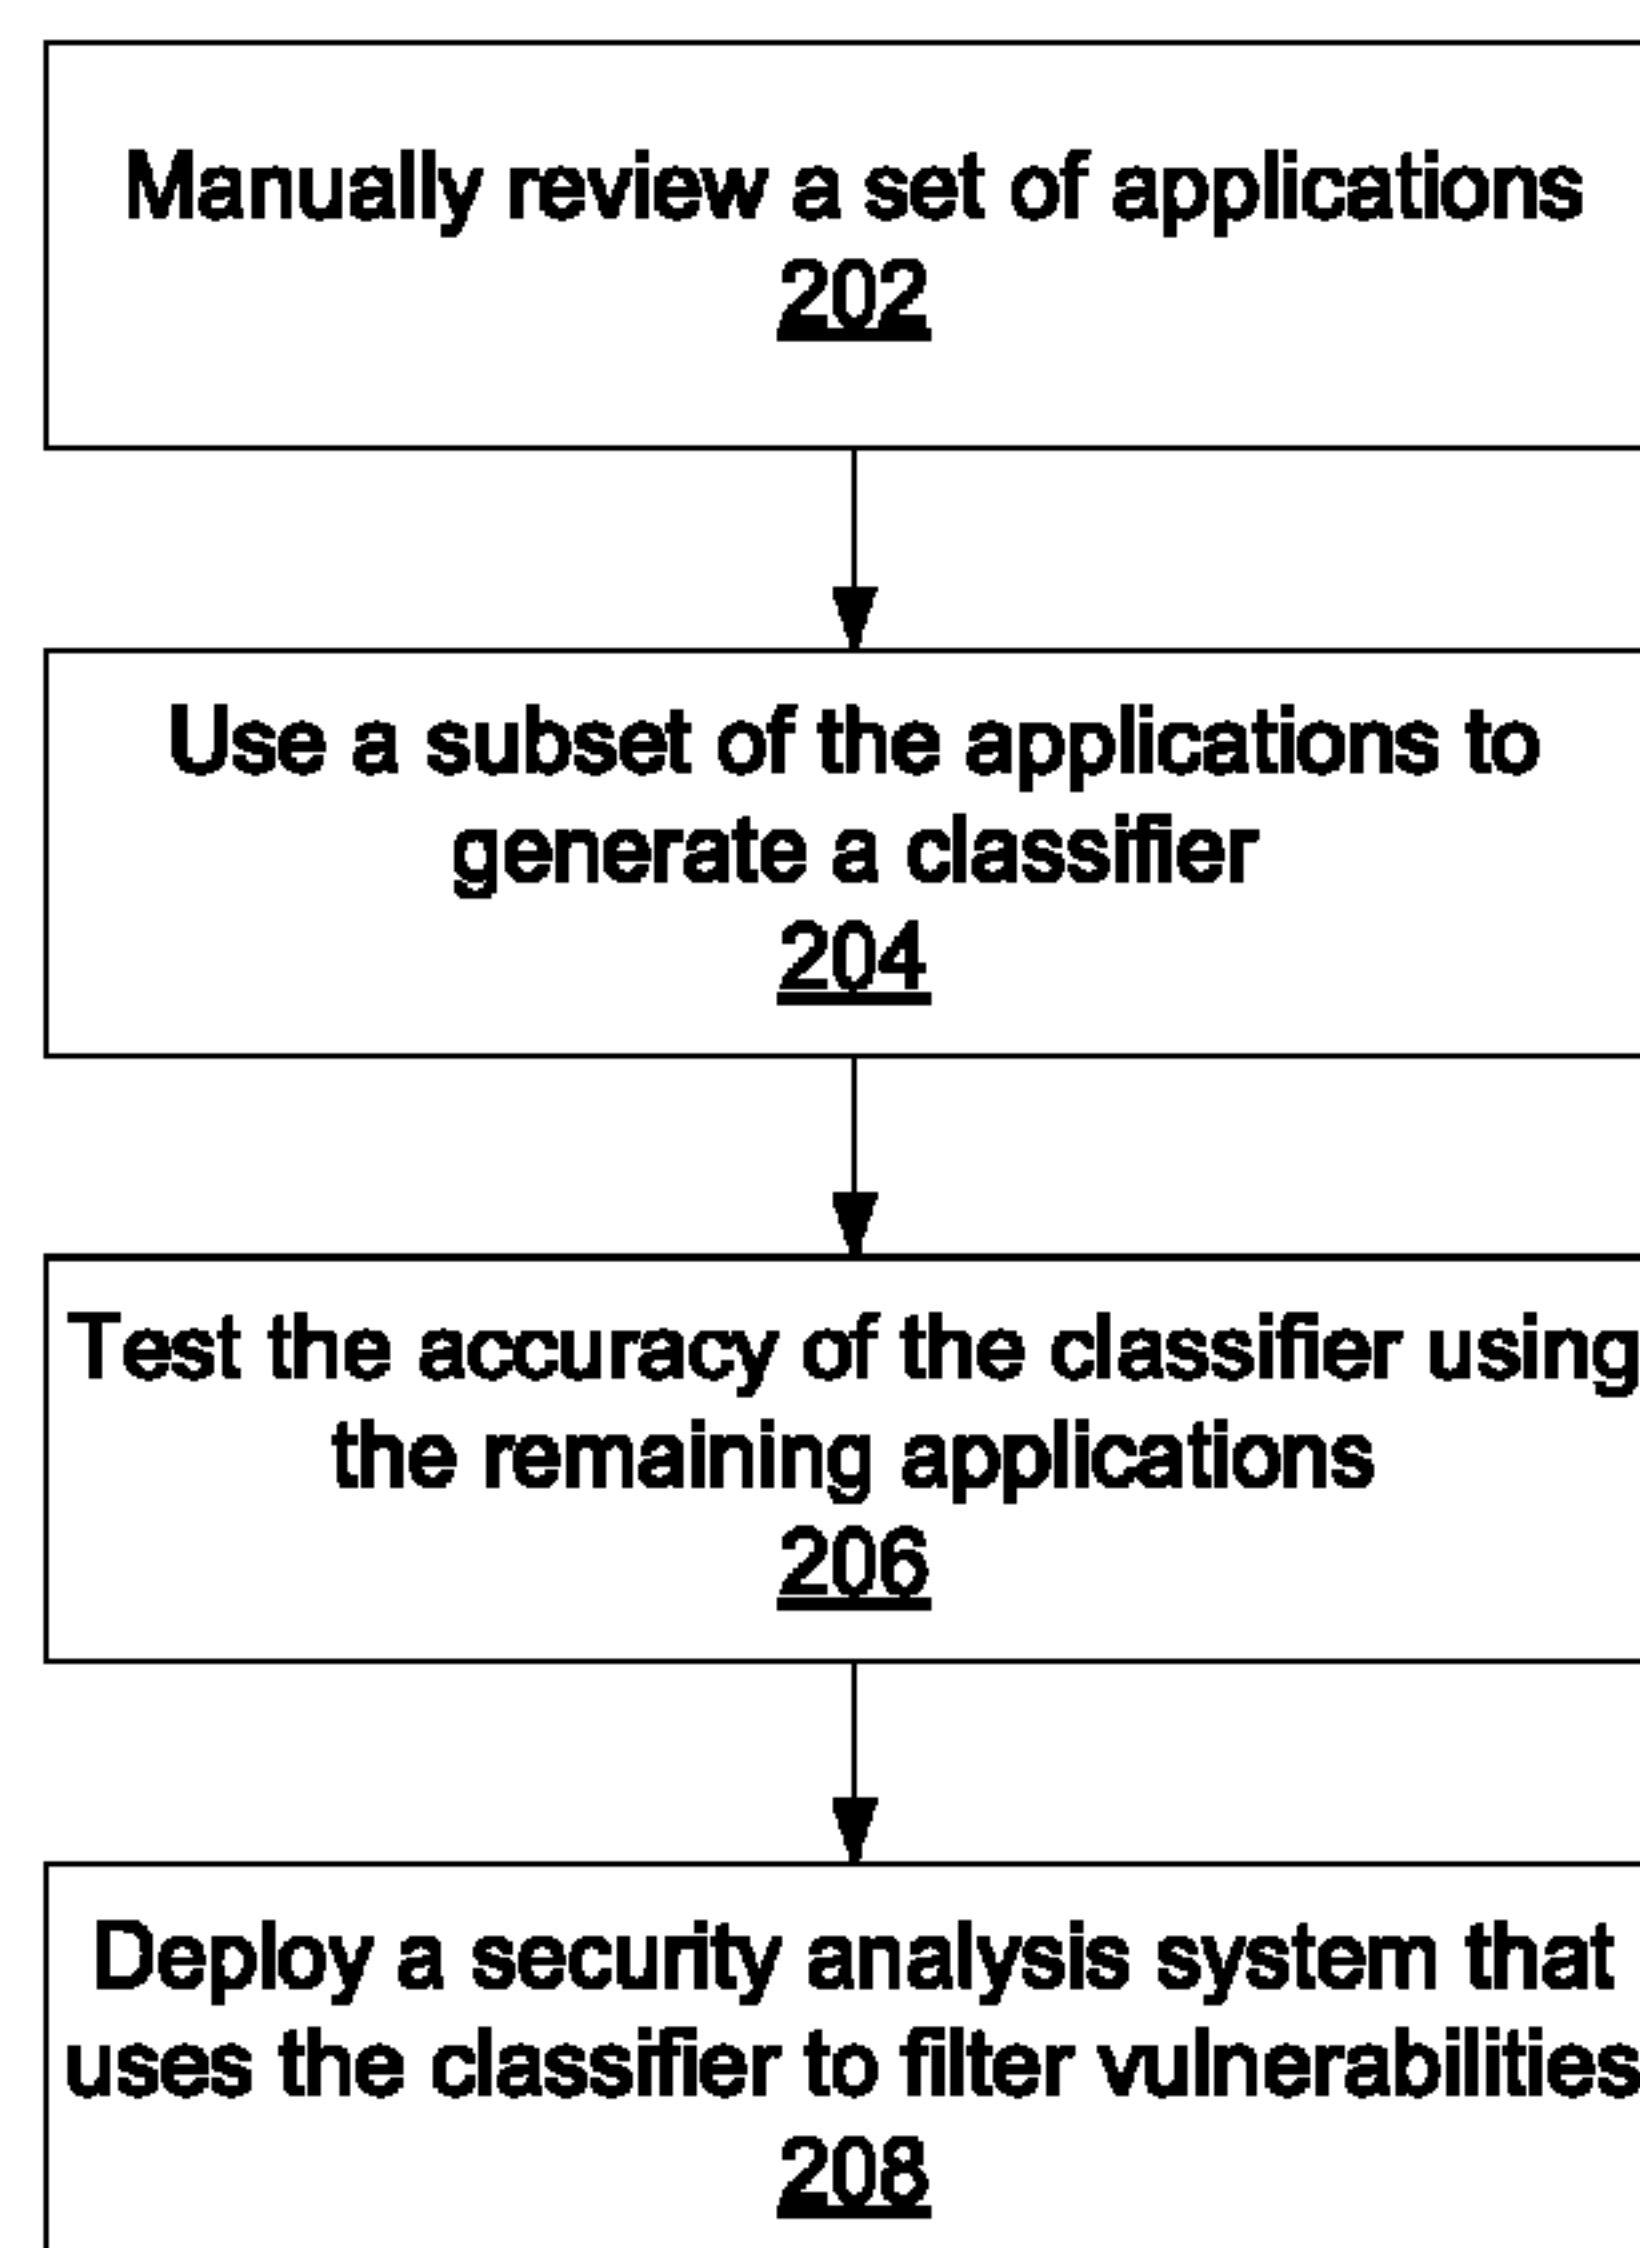 Manually review a set of applications
202
Use a subset of the applications to
generate a classifier
204
Test the accuracy of the classifier using
the remaining applications
206
Deploy a security analysis system that
uses the classifier to filter vulnerabilities
208